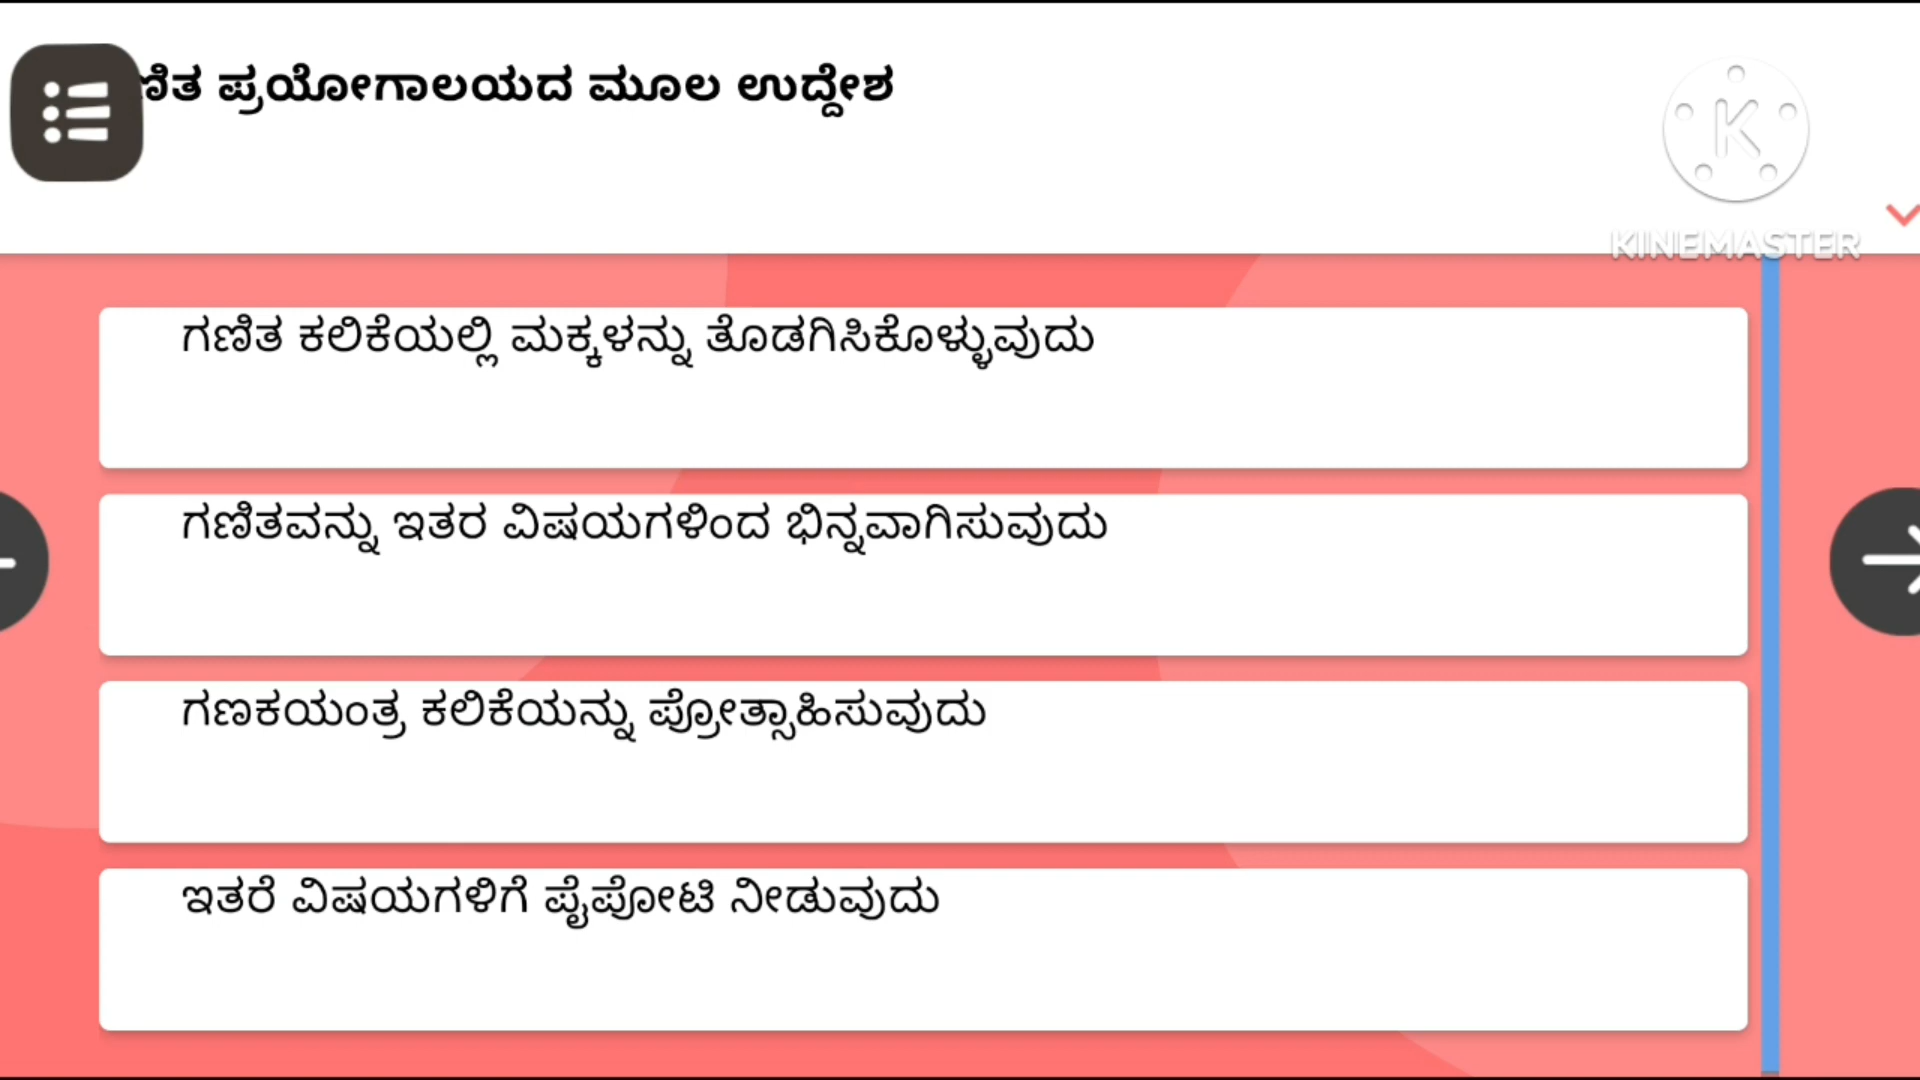 ಪ್ರಯೋಗಾಲಯದ ಮೂಲ ಉದ್ದೇಶ
KINEMASTER
ಗಣಿತ ಕಲಿಕೆಯಲ್ಲಿ ಮಕ್ಕಳನ್ನು ತೊಡಗಿಸಿಕೊಳ್ಳುವುದು
ಗಣಿತವನ್ನು ಇತರ ವಿಷಯಗಳಿಂದ ಭಿನ್ನವಾಗಿಸುವುದು
ಗಣಕಯಂತ್ರ ಕಲಿಕೆಯನ್ನು ಪ್ರೋತ್ಸಾಹಿಸುವುದು
ಇತರೆ ವಿಷಯಗಳಿಗೆ ಪೈಪೋಟಿ ನೀಡುವುದು